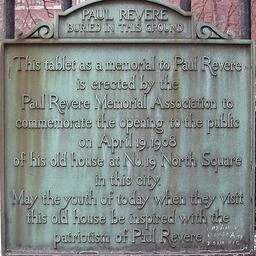 PAUL REVERE
BURIED IN THIS GROUND
This tablet as a memorial to Paul Revere
is erected by the
Paul Revere Memorial Association to
commemorate the opening to the public
on
April 19, 1908
of his old house at No. 19 North Square
in this city.
May the youth of today when they visit
this old house be inspired with the
patriotism of Paul Revere